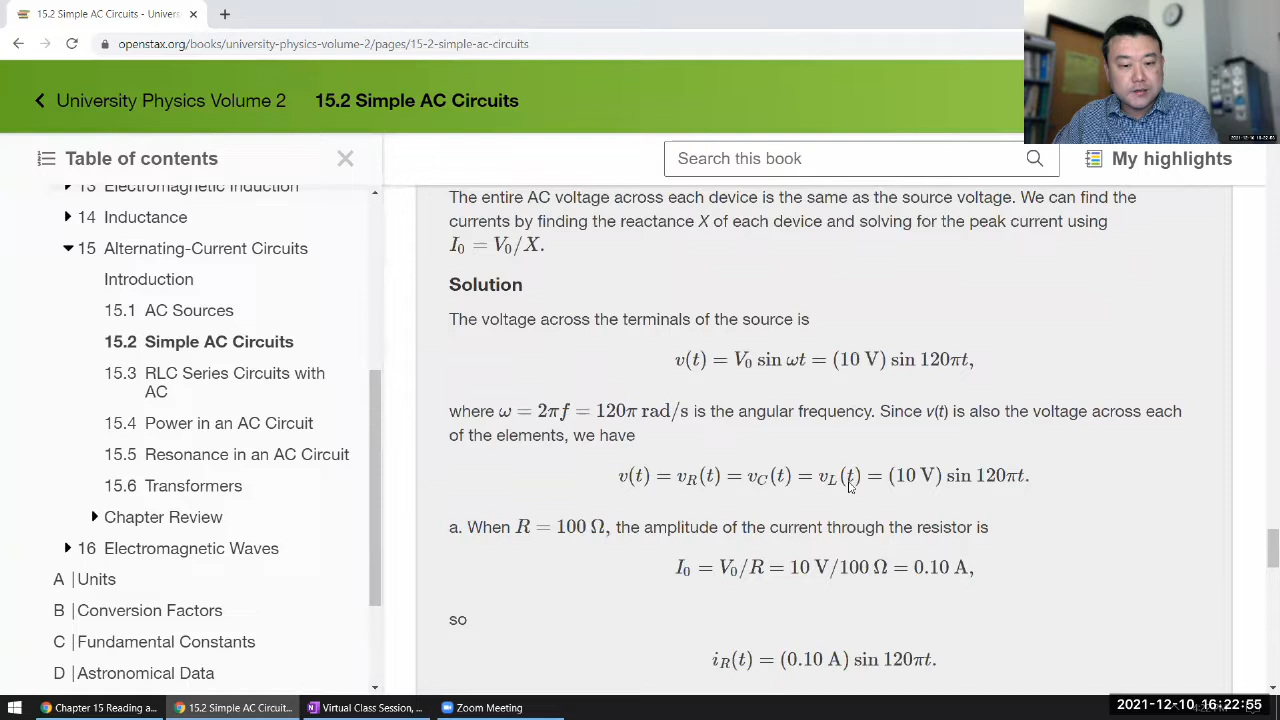 15.2 Simple AC Circuits - Univers
openstax.org/books/university-physics-volume-2/pages/15-2-simple-ac-circuits
University Physics Volume 2 15.2 Simple AC Circuits
Table of contents
Search this book
My highlights
13 Electromagnetic Induction
14 Inductance
15 Alternating-Current Circuits
Introduction
15.1 AC Sources
15.2 Simple AC Circuits
15.3 RLC Series Circuits with
AC
15.4 Power in an AC Circuit
15.5 Resonance in an AC Circuit
15.6 Transformers
Chapter Review
16 Electromagnetic Waves
A | Units
B | Conversion Factors
C | Fundamental Constants
D | Astronomical Data
The entire AC voltage across each device is the same as the source voltage. We can find the
currents by finding the reactance X of each device and solving for the peak current using
I₀ = V₀/X.
Solution
The voltage across the terminals of the source is
v(t) = V₀ sin ωt = (10 V) sin 120πt,
where ω = 2πf = 120π rad/s is the angular frequency. Since v(t) is also the voltage across each
of the elements, we have
v(t) = v_R(t) = v_C(t) = v_L(t) = (10 V) sin 120πt.
a. When R = 100 Ω, the amplitude of the current through the resistor is
I₀ = V₀/R = 10 V/100 Ω = 0.10 A,
so
i_R(t) = (0.10 A) sin 120πt.
Chapter 15 Reading a...
15.2 Simple AC Circuit...
Virtual Class Session, ...
Zoom Meeting
2021-12-10 16:22:55
2021-12-10 16:22:55